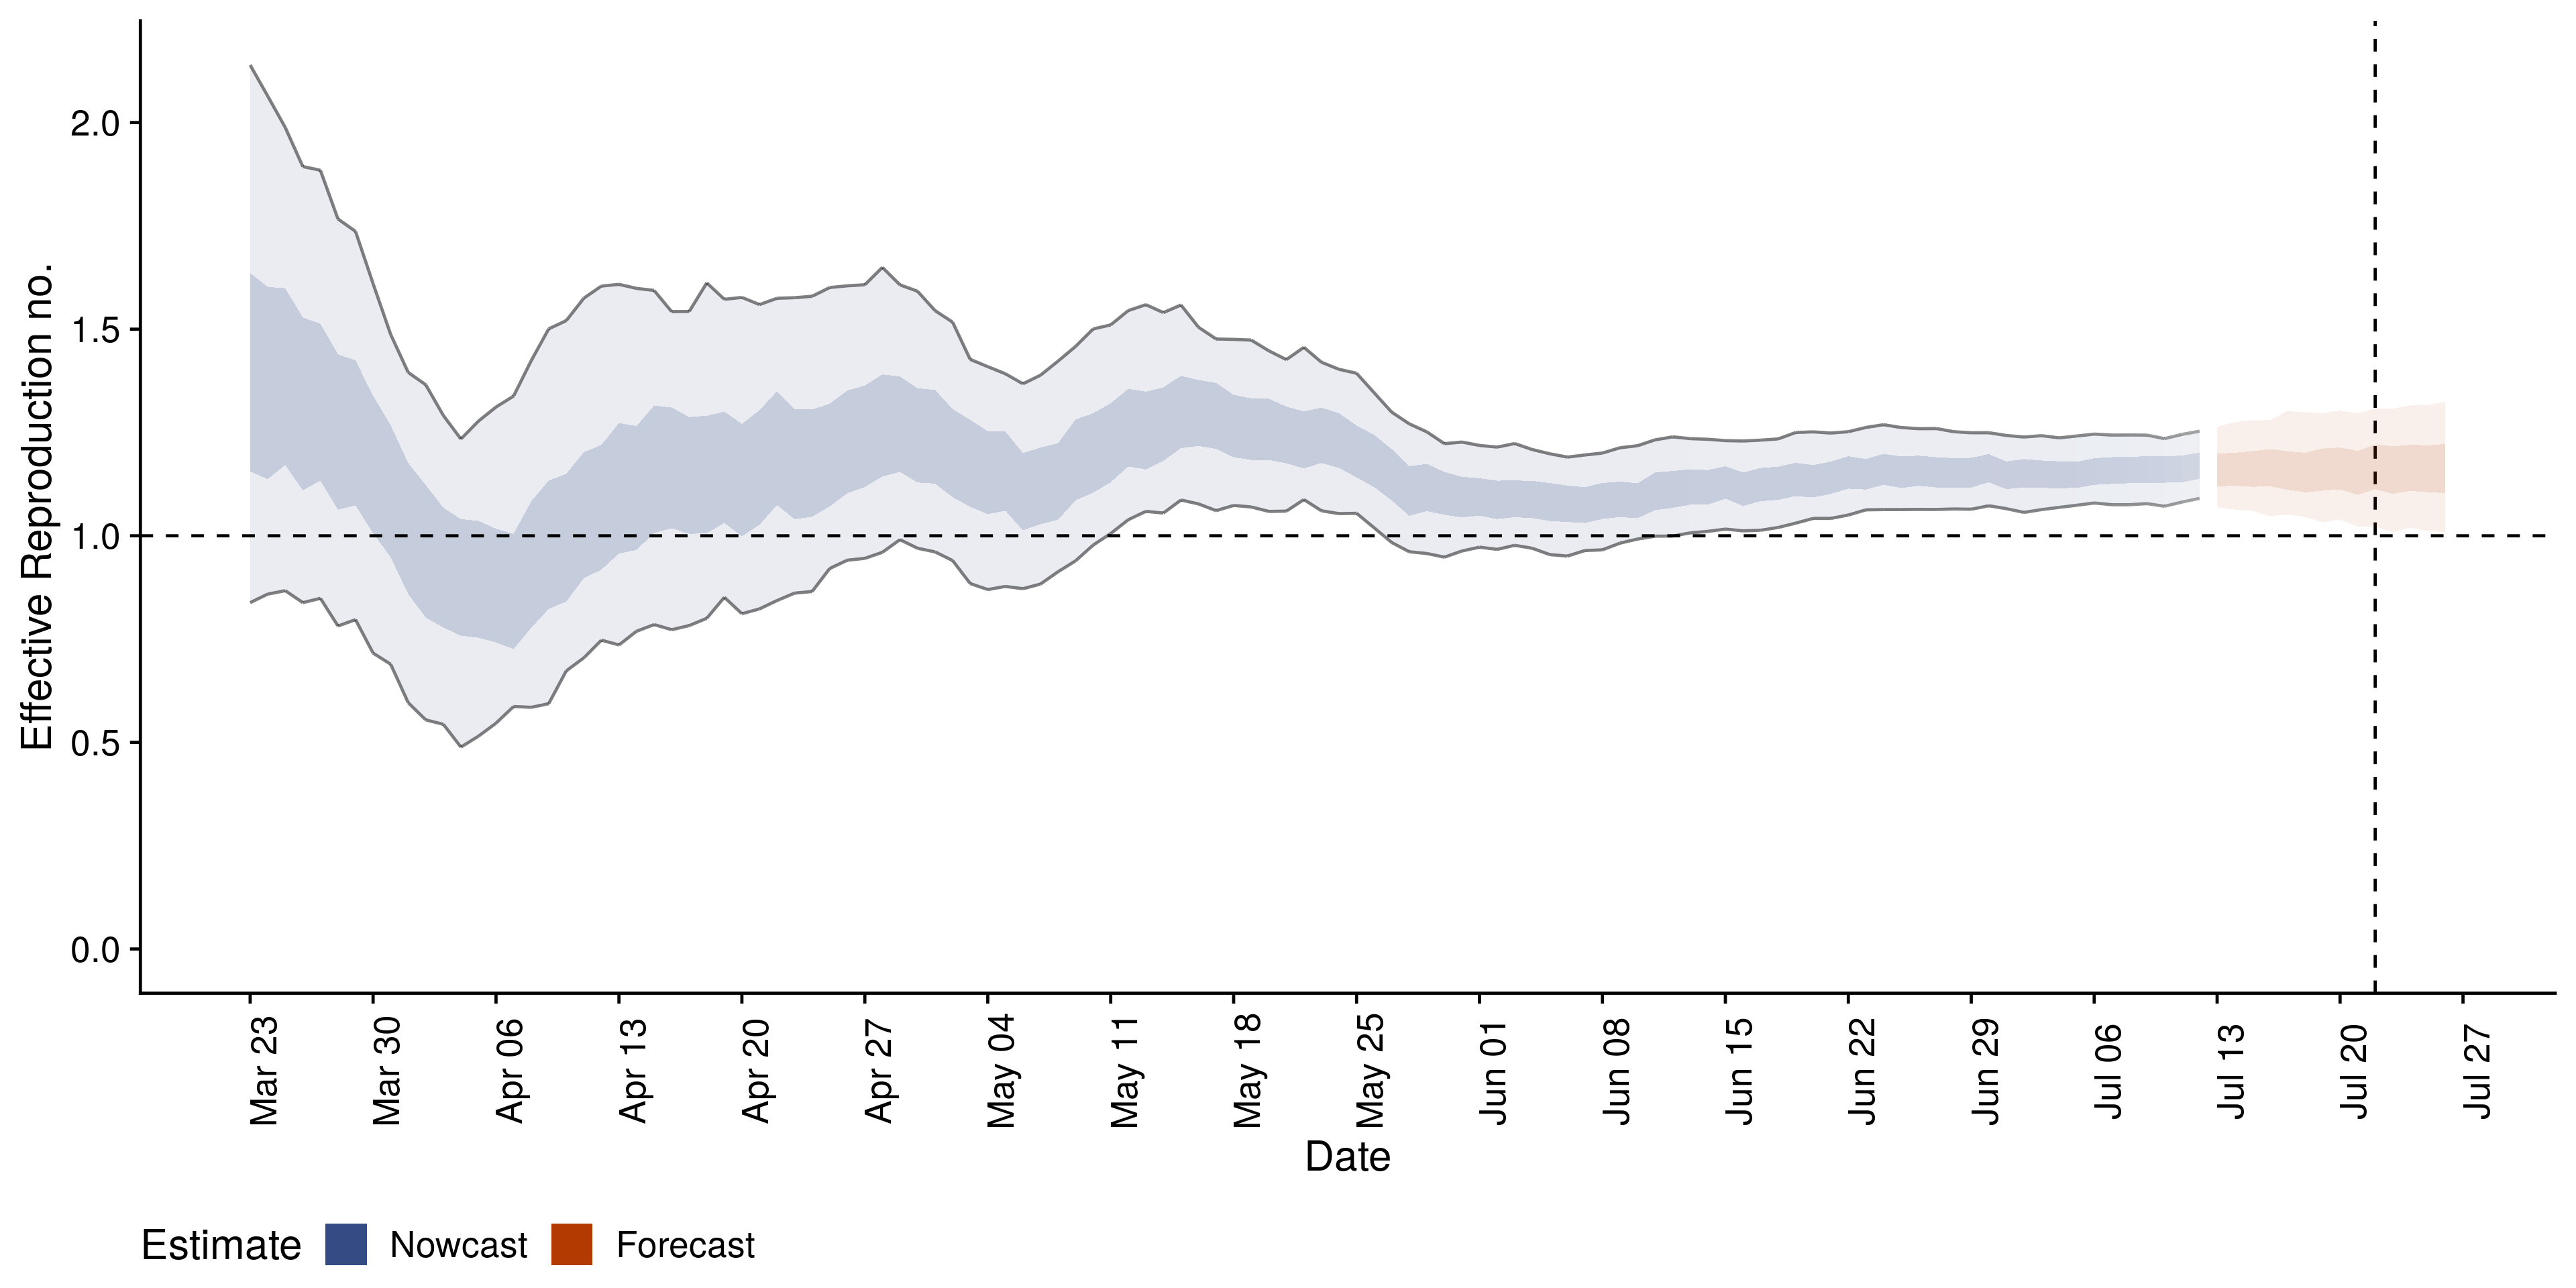 Effective Reproduction no.
2.0
1.5
1.0
0.5
0.0
Mar 23
Mar 30
Apr 06
Apr 13
Apr 20
Apr 27
May 04
May 11
May 18
May 25
Jun 01
Jun 08
Jun 15
Jun 22
Jun 29
Jul 06
Jul 13
Jul 20
Jul 27
Date
Estimate Nowcast Forecast